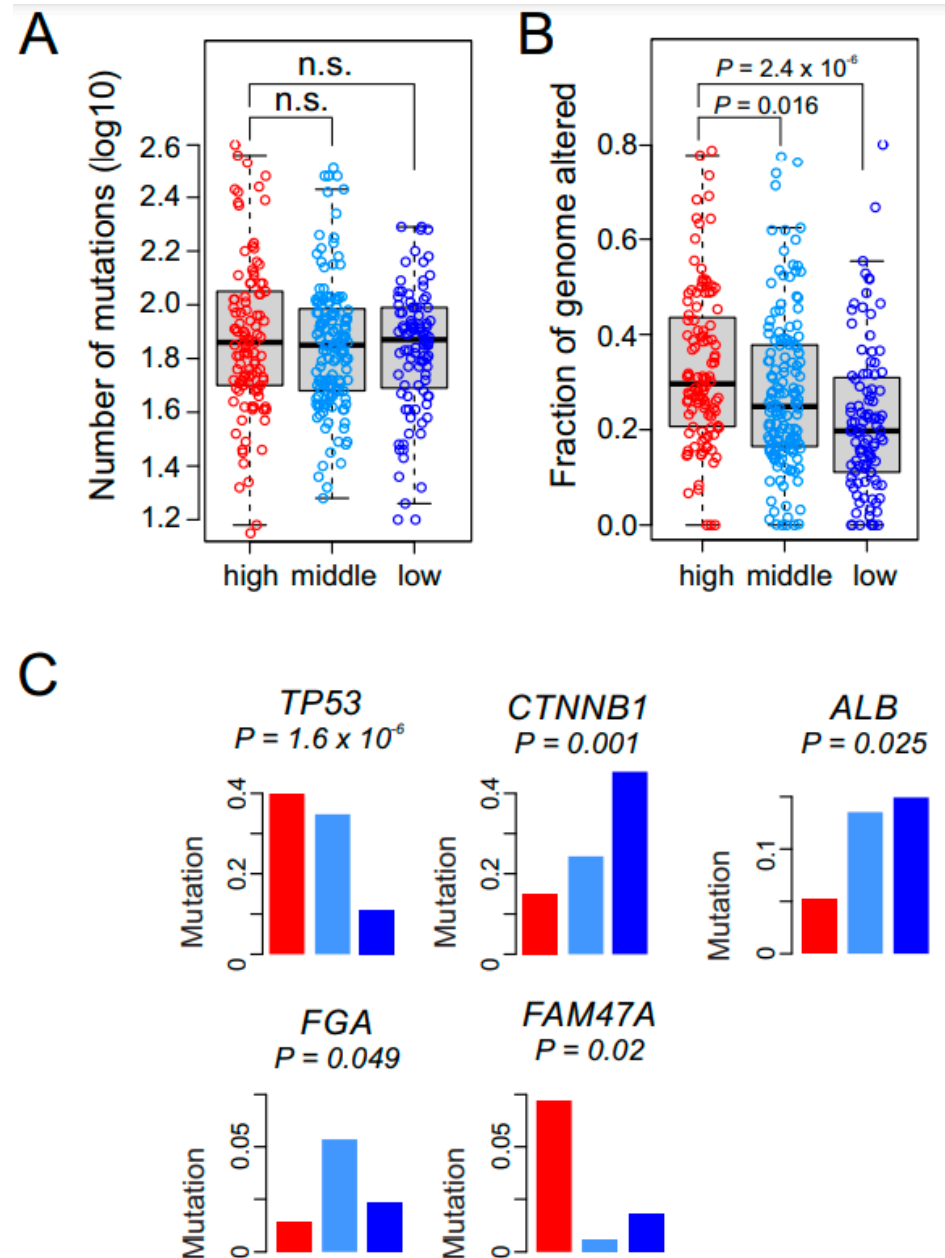 A
B
n.s.
n.s.
P = 2.4 x 10⁻⁶
P = 0.016
Number of mutations (log10)
2.6
2.4
2.2
2.0
1.8
1.6
1.4
1.2
high middle low
Fraction of genome altered
0.8
0.6
0.4
0.2
0.0
high middle low
C
TP53
P = 1.6 x 10⁻⁶
Mutation
0.4
0.2
0
CTNNB1
P = 0.001
Mutation
0.4
0.2
0
ALB
P = 0.025
Mutation
0.1
0
FGA
P = 0.049
Mutation
0.05
0
FAM47A
P = 0.02
Mutation
0.05
0